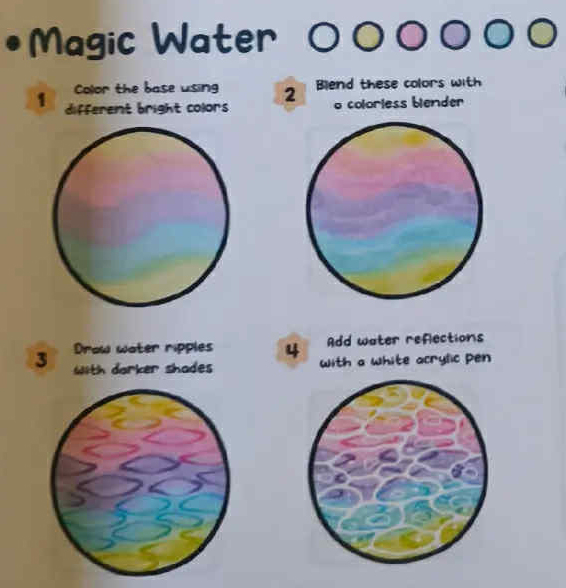 • Magic Water
1
Color the base using
different bright colors
2
Blend these colors with
a colorless blender
3
Draw water ripples
with darker shades
4
Add water reflections
with a white acrylic pen